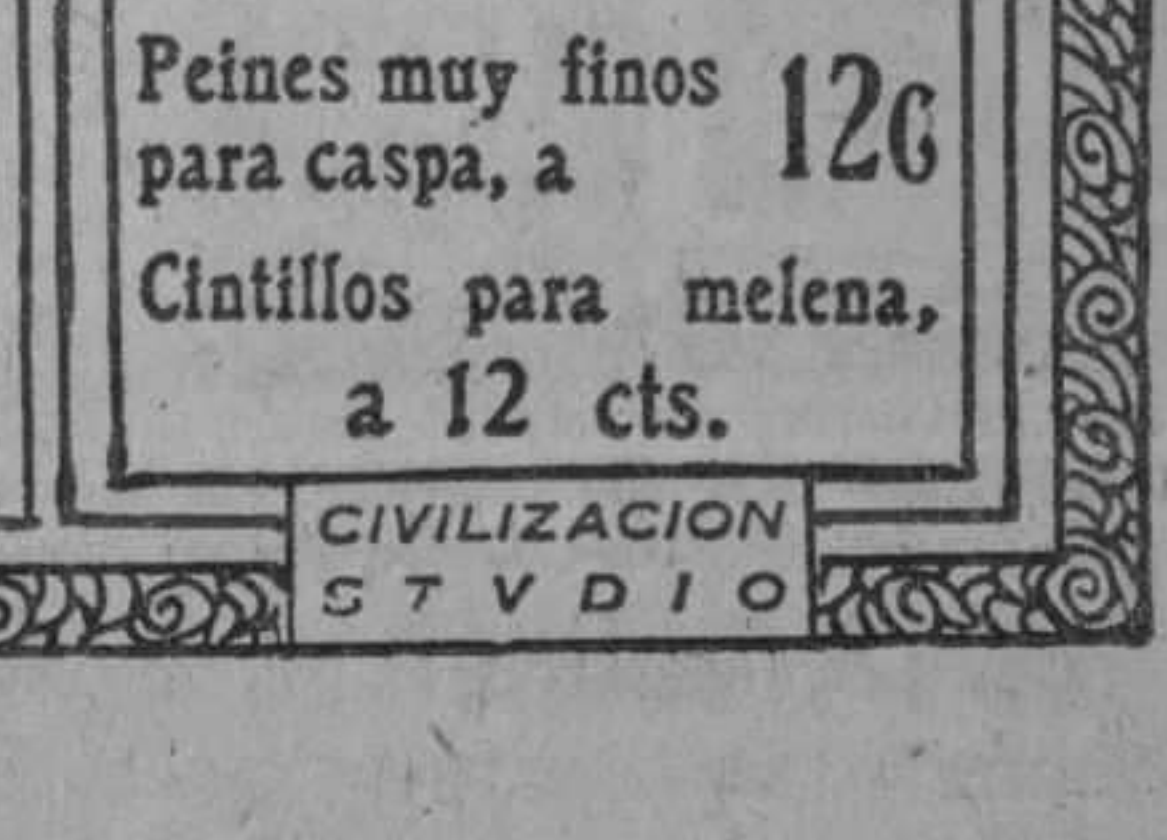 Peines muy finos 12c
para caspa, a
Cintillos para melena,
a 12 cts.
CIVILIZACION
STVDIO